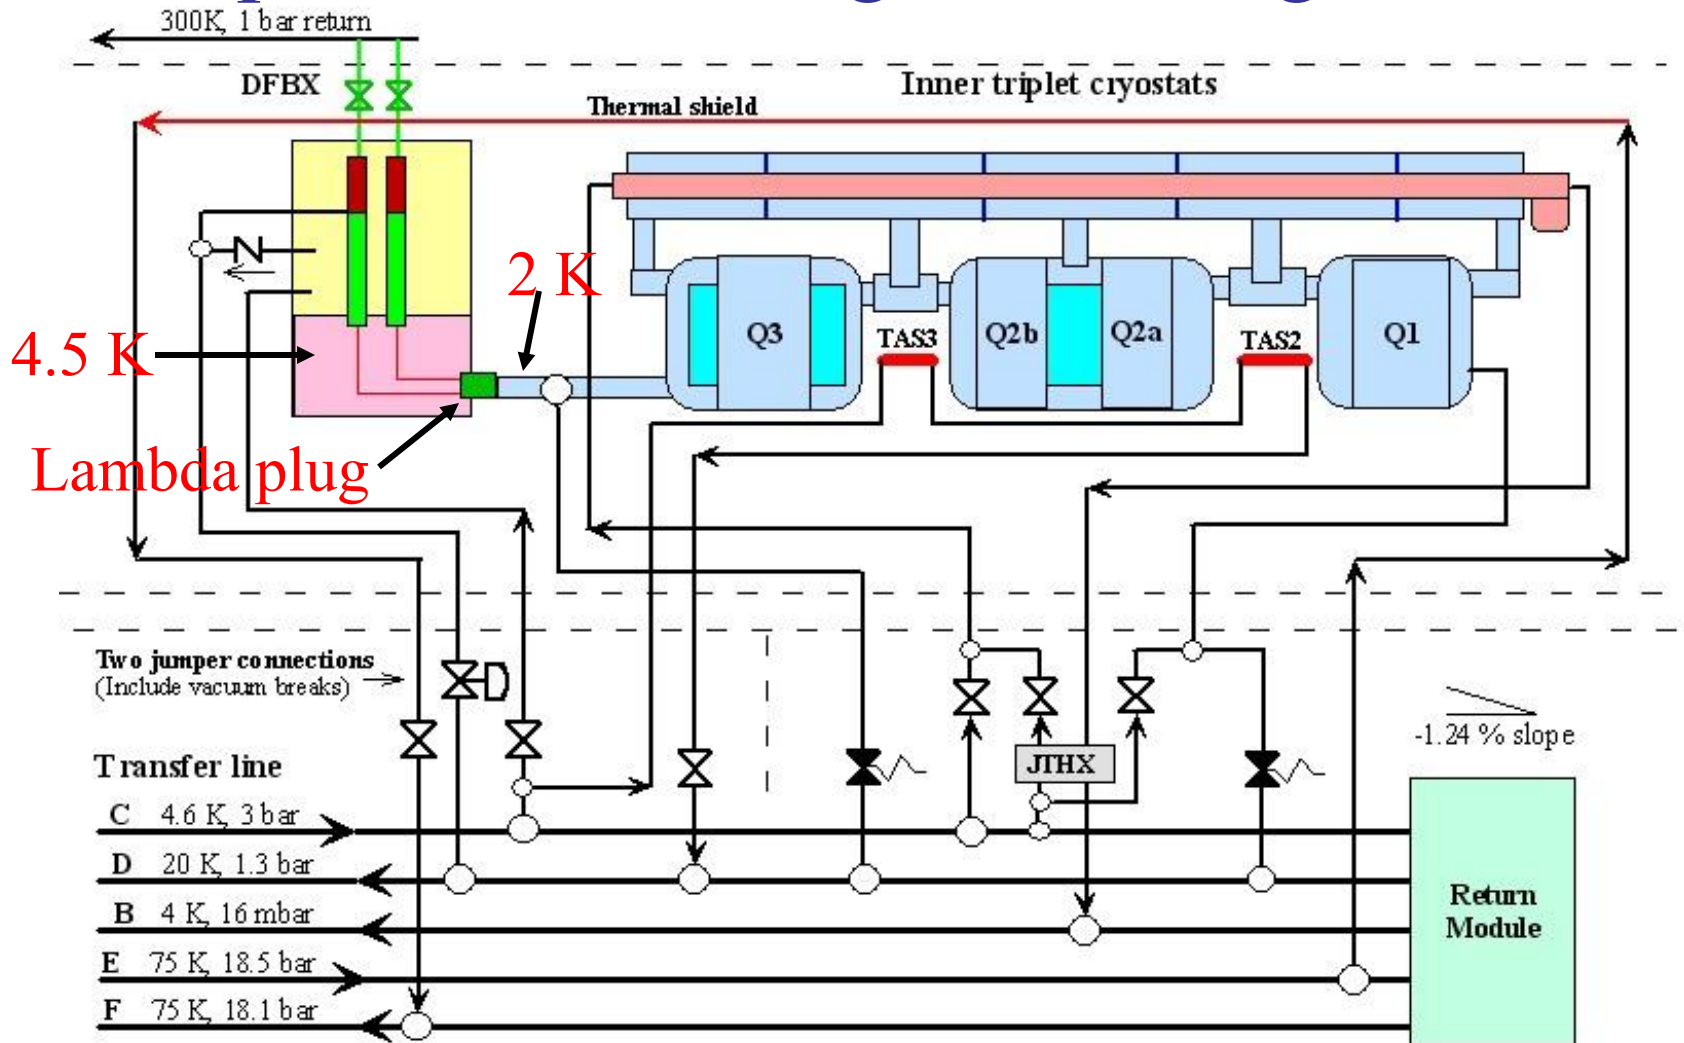 300K, 1 bar return
DFBX
Inner triplet cryostats
Thermal shield
2 K
4.5 K
Q3
TAS3
Q2b
Q2a
TAS2
Q1
Lambda plug
Two jumper connections
(Include vacuum breaks)
-1.24 % slope
JTHX
Transfer line
C 4.6 K, 3 bar
D 20 K, 1.3 bar
B 4 K, 16 mbar
E 75 K, 18.5 bar
F 75 K, 18.1 bar
Return
Module